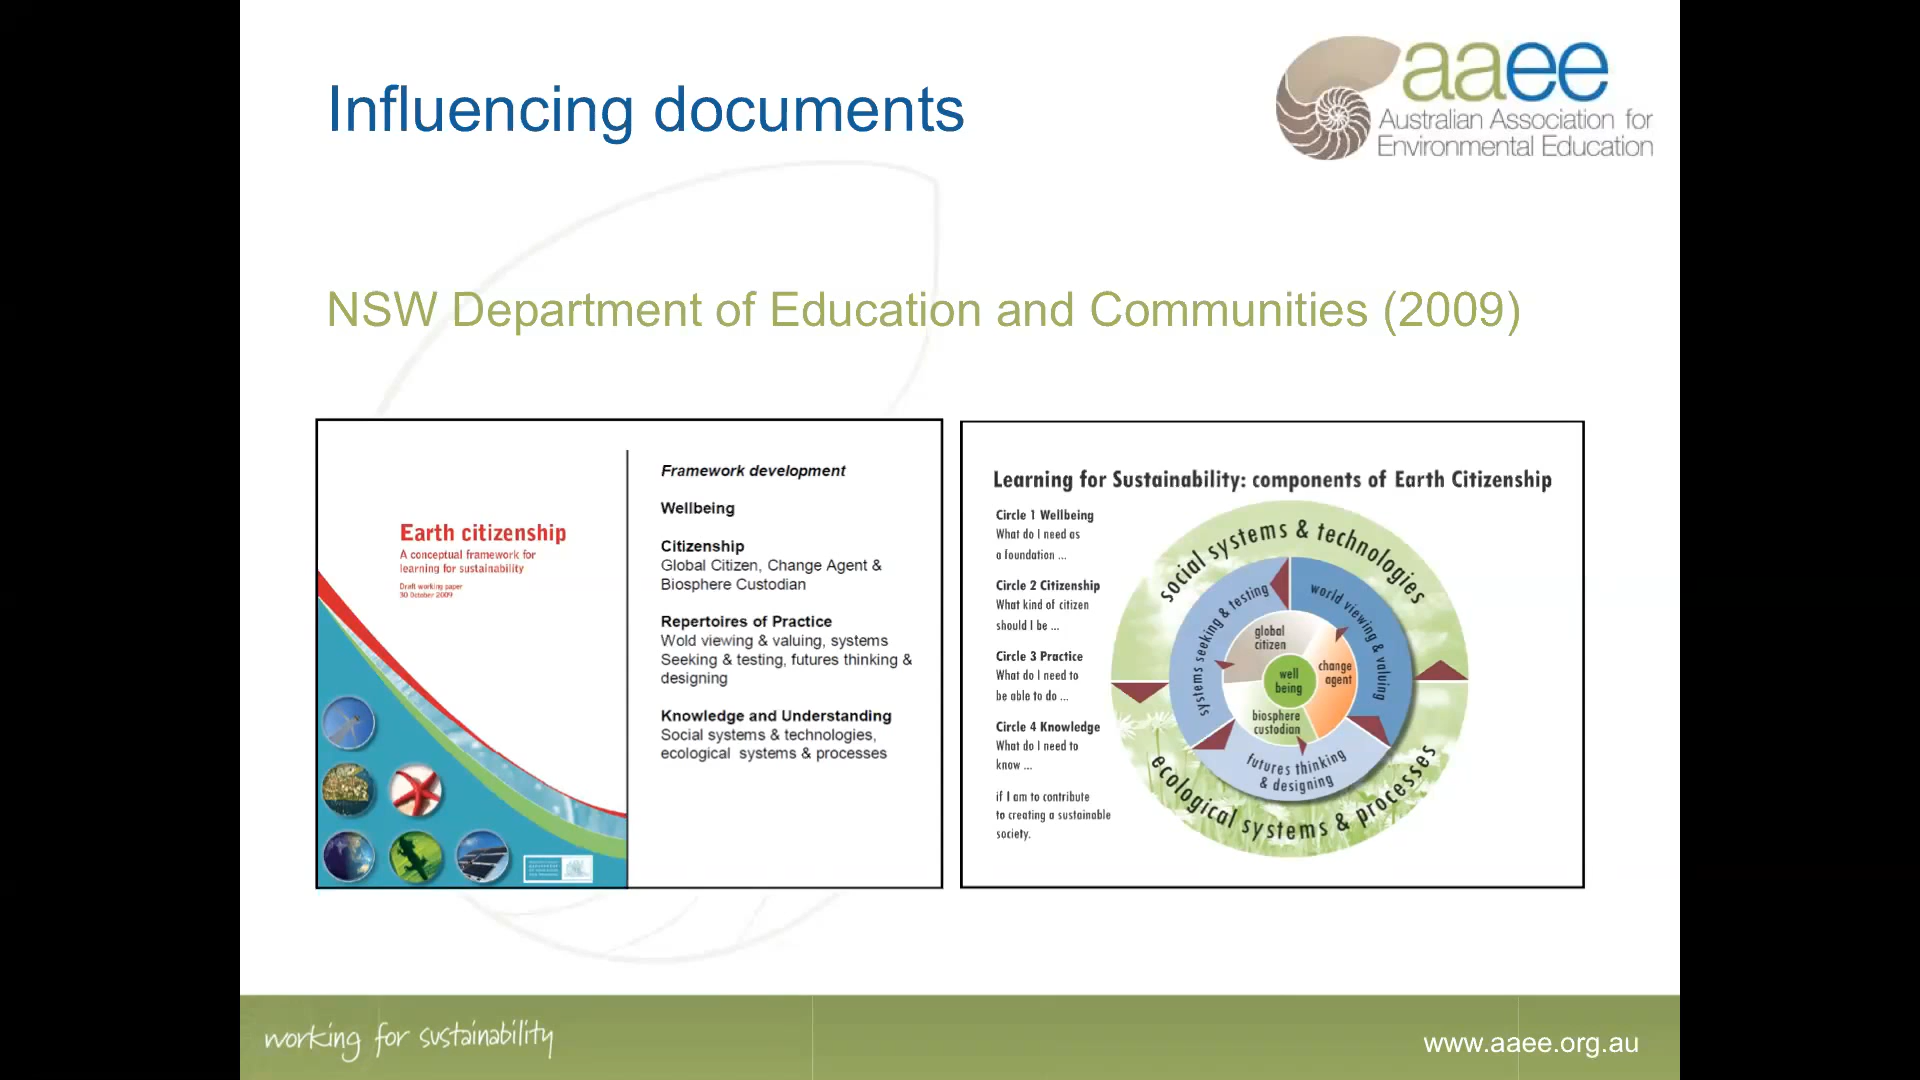 Influencing documents
aaee
Australian Association for
Environmental Education
NSW Department of Education and Communities (2009)
Earth citizenship
A conceptual framework for
learning for sustainability
Draft working paper
30 October 2009
Framework development
Wellbeing
Citizenship
Global Citizen, Change Agent &
Biosphere Custodian
Repertoires of Practice
Wold viewing & valuing, systems
Seeking & testing, futures thinking &
designing
Knowledge and Understanding
Social systems & technologies,
ecological systems & processes
Learning for Sustainability: components of Earth Citizenship
Circle 1 Wellbeing
What do I need as
a foundation ...
Circle 2 Citizenship
What kind of citizen
should I be ...
Circle 3 Practice
What do I need to
be able to do ...
Circle 4 Knowledge
What do I need to
know ...
if I am to contribute
to creating a sustainable
society.
social systems & technologies
systems seeking & testing
world viewing & valuing
global
citizen
change
agent
well
being
biosphere
custodian
futures thinking
& designing
ecological systems & processes
working for sustainability
www.aaee.org.au